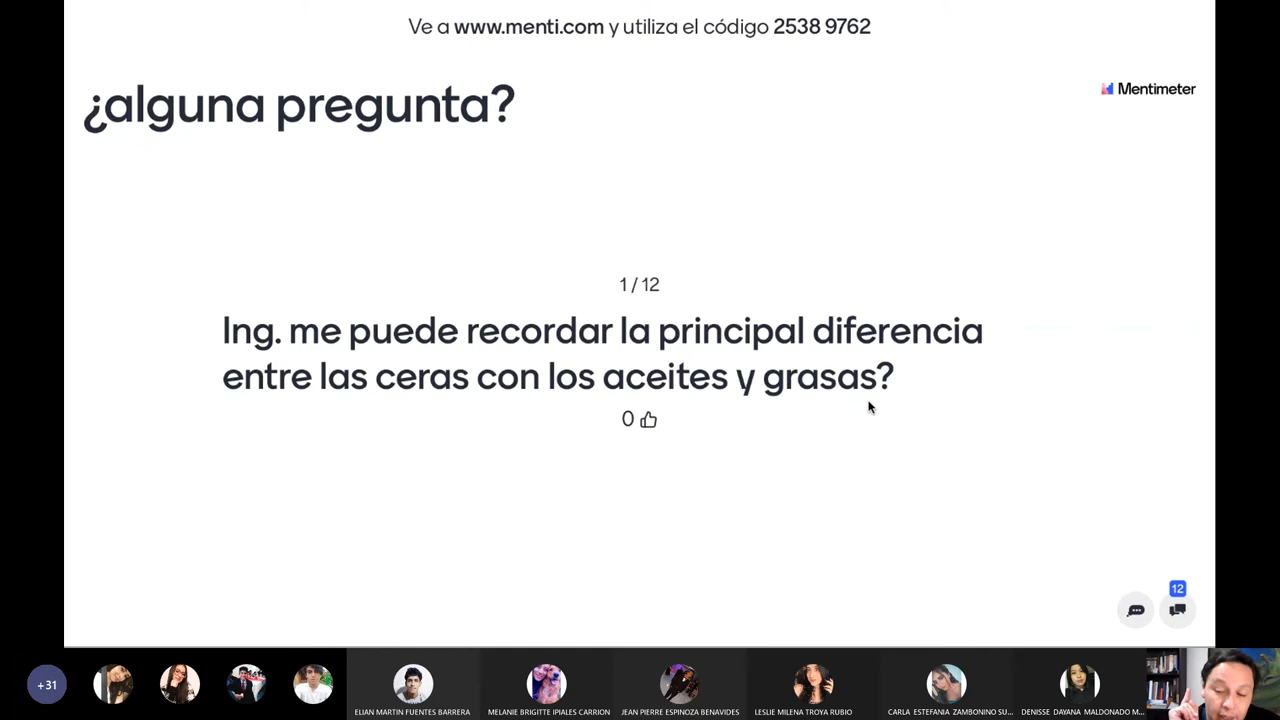 Ve a www.menti.com y utiliza el código 2538 9762
¿alguna pregunta?
Mentimeter
1 / 12
Ing. me puede recordar la principal diferencia
entre las ceras con los aceites y grasas?
0
12
+31
ELIAN MARTIN FUENTES BARRERA
MELANIE BRIGITTE IPIALES CARRION
JEAN PIERRE ESPINOZA BENAVIDES
LESLIE MILENA TROYA RUBIO
CARLA ESTEFANIA ZAMBONINO SU...
DENISSE DAYANA MALDONADO M...